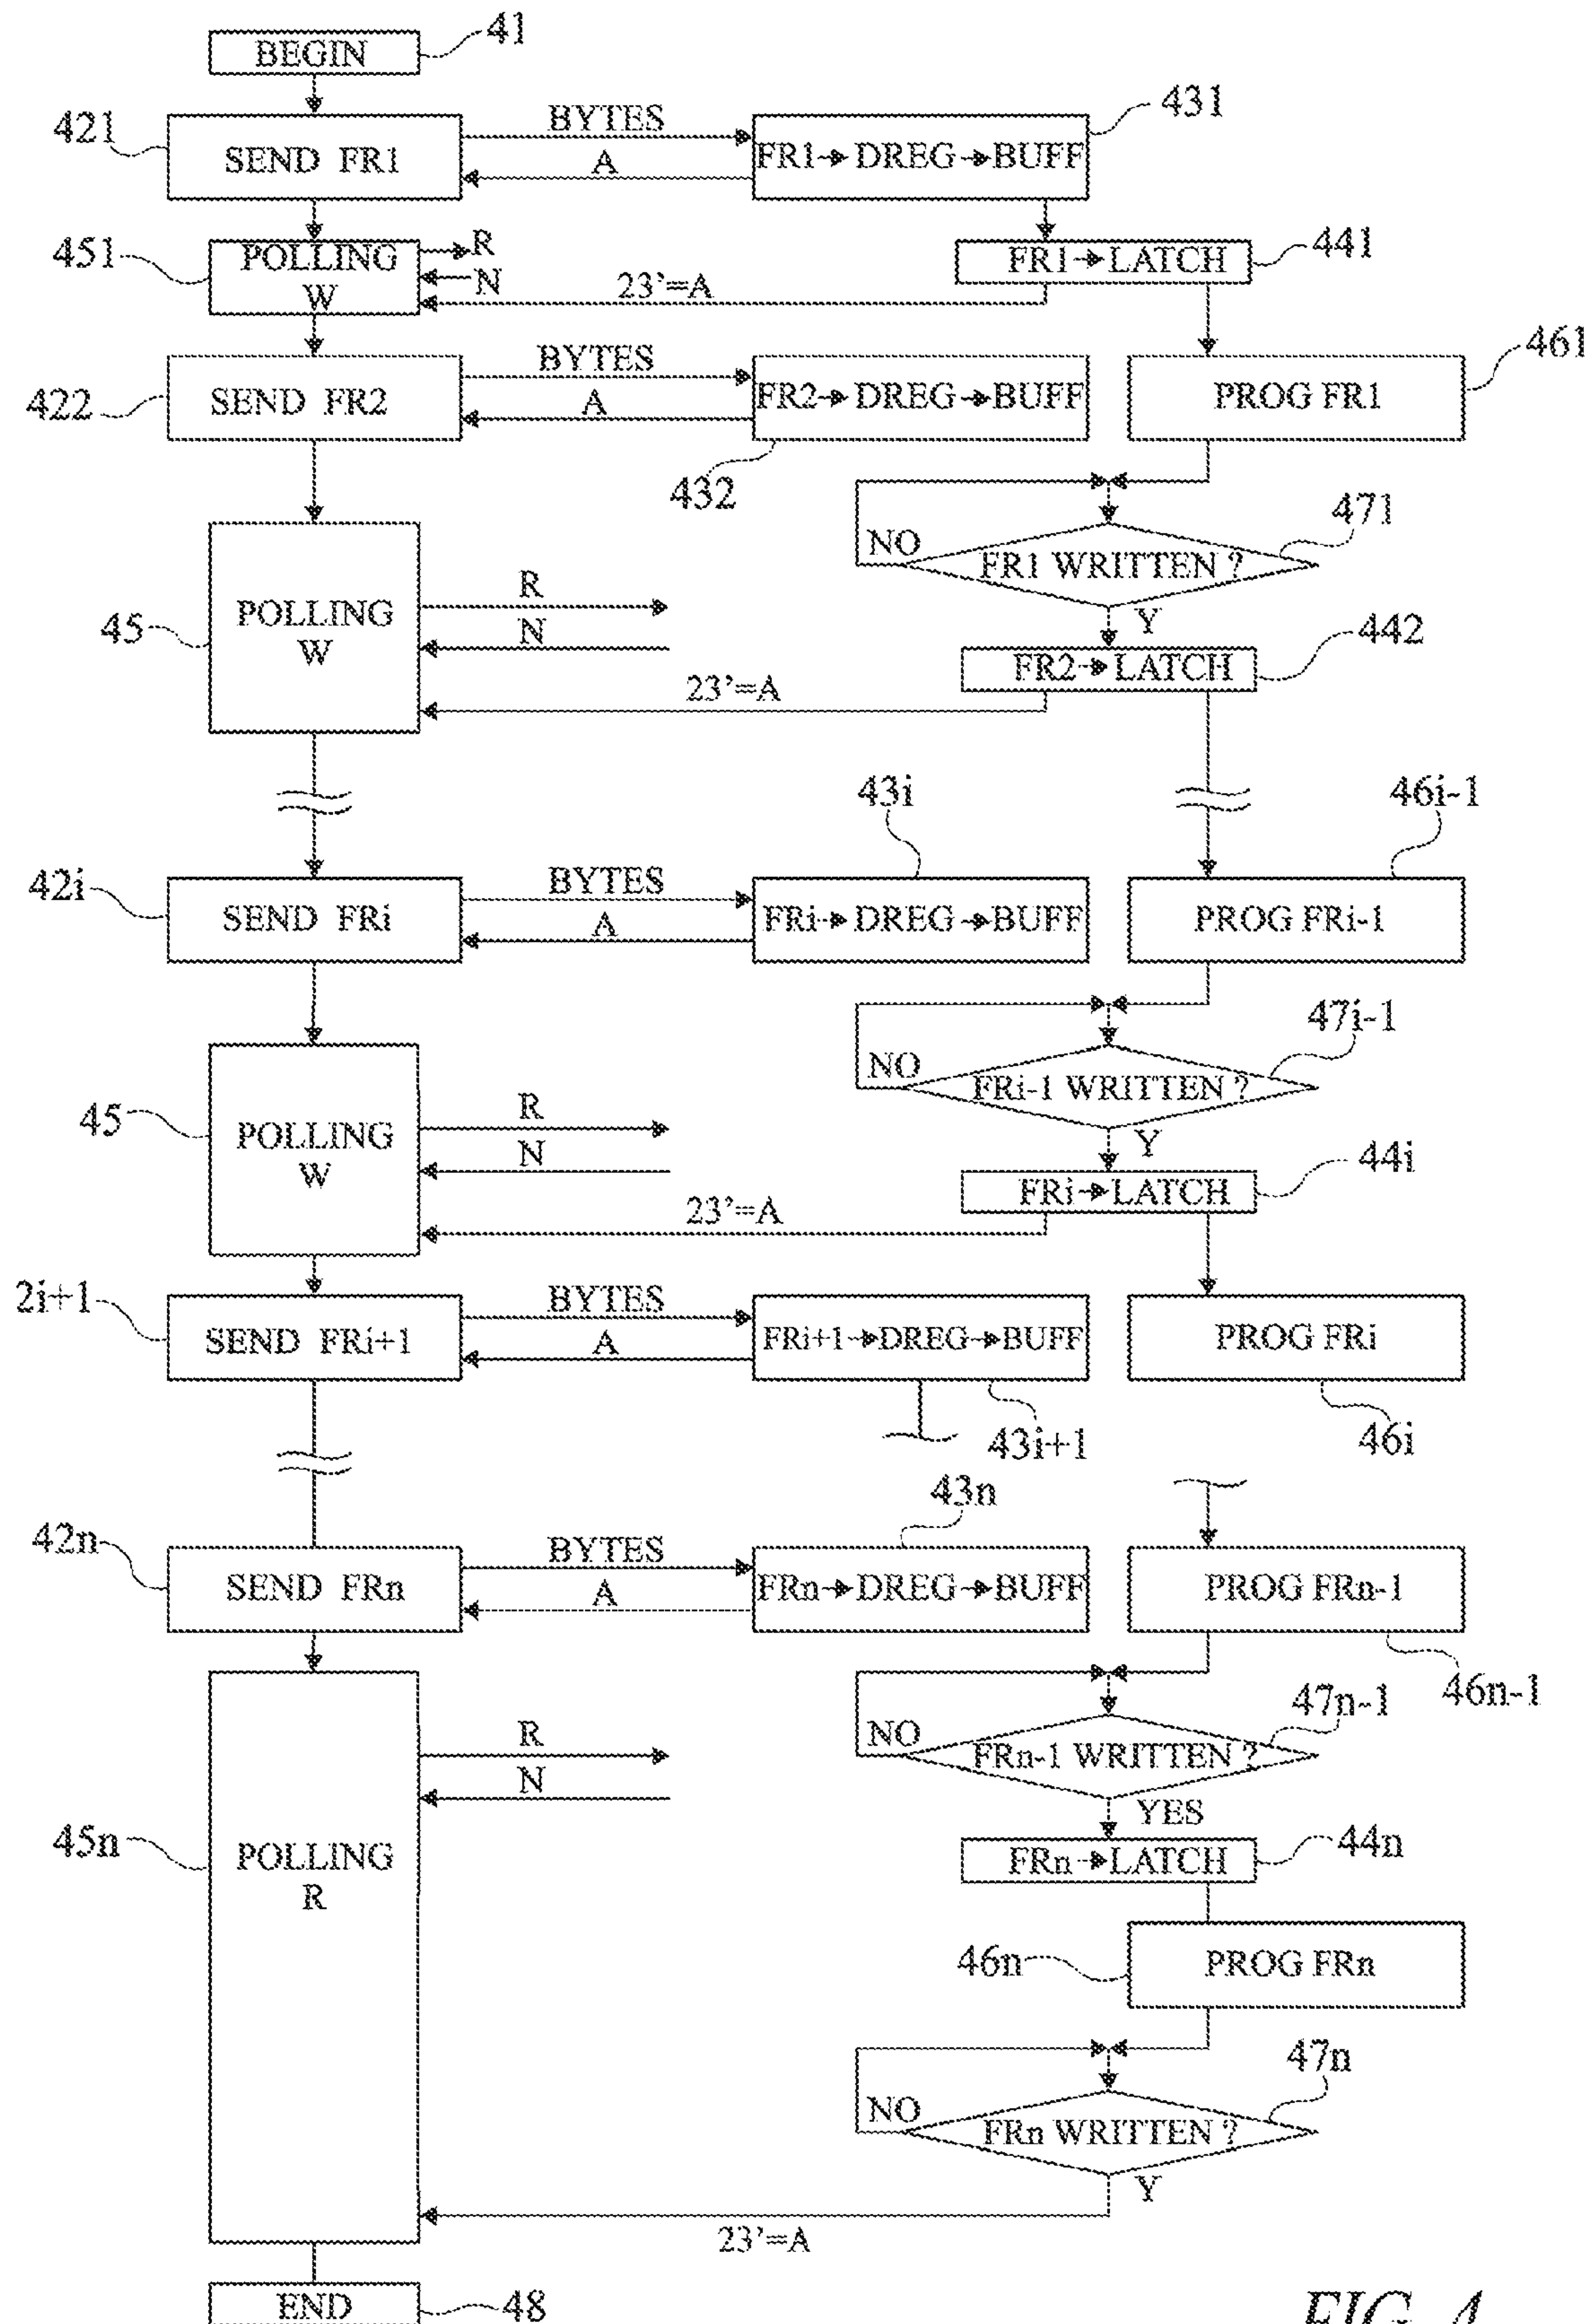 BEGIN
41
421
SEND FR1
BYTES
A
FR1→DREG→BUFF
431
451
POLLING
W
R
N
23'=A
FR1→LATCH
441
422
SEND FR2
BYTES
A
FR2→DREG→BUFF
432
PROG FR1
461
NO
FR1 WRITTEN ?
471
Y
45
POLLING
W
R
N
23'=A
FR2→LATCH
442
43i
46i-1
42i
SEND FRi
BYTES
A
FRi→DREG→BUFF
PROG FRi-1
NO
FRi-1 WRITTEN ?
47i-1
Y
45
POLLING
W
R
N
23'=A
FRi→LATCH
44i
2i+1
SEND FRi+1
BYTES
A
FRi+1→DREG→BUFF
43i+1
PROG FRi
46i
43n
42n
SEND FRn
BYTES
A
FRn→DREG→BUFF
PROG FRn-1
46n-1
NO
FRn-1 WRITTEN ?
47n-1
YES
45n
POLLING
R
R
N
FRn→LATCH
44n
46n
PROG FRn
NO
FRn WRITTEN ?
47n
Y
23'=A
END
48
FIG. 4